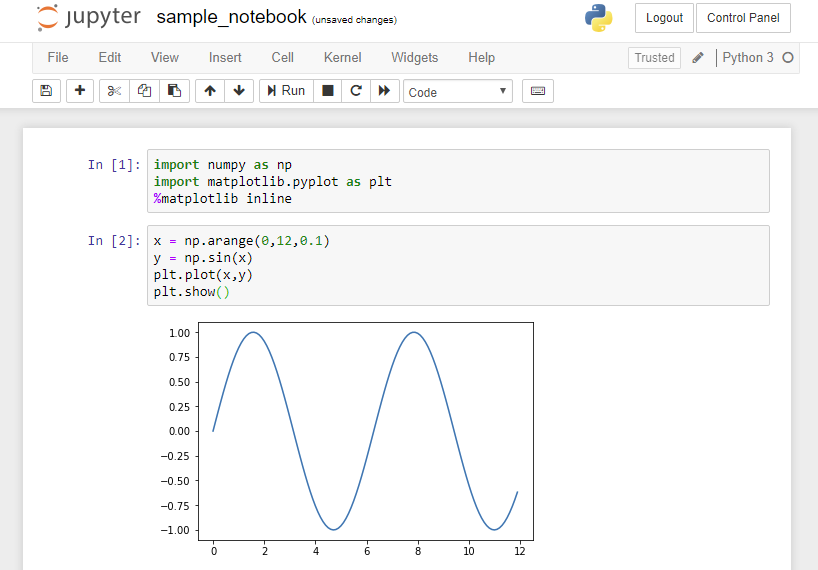 jupyter sample_notebook (unsaved changes) Logout Control Panel
File Edit View Insert Cell Kernel Widgets Help Trusted Python 3
Run Code
In [1]: import numpy as np
import matplotlib.pyplot as plt
%matplotlib inline
In [2]: x = np.arange(0,12,0.1)
y = np.sin(x)
plt.plot(x,y)
plt.show()
1.00
0.75
0.50
0.25
0.00
−0.25
−0.50
−0.75
−1.00
0 2 4 6 8 10 12